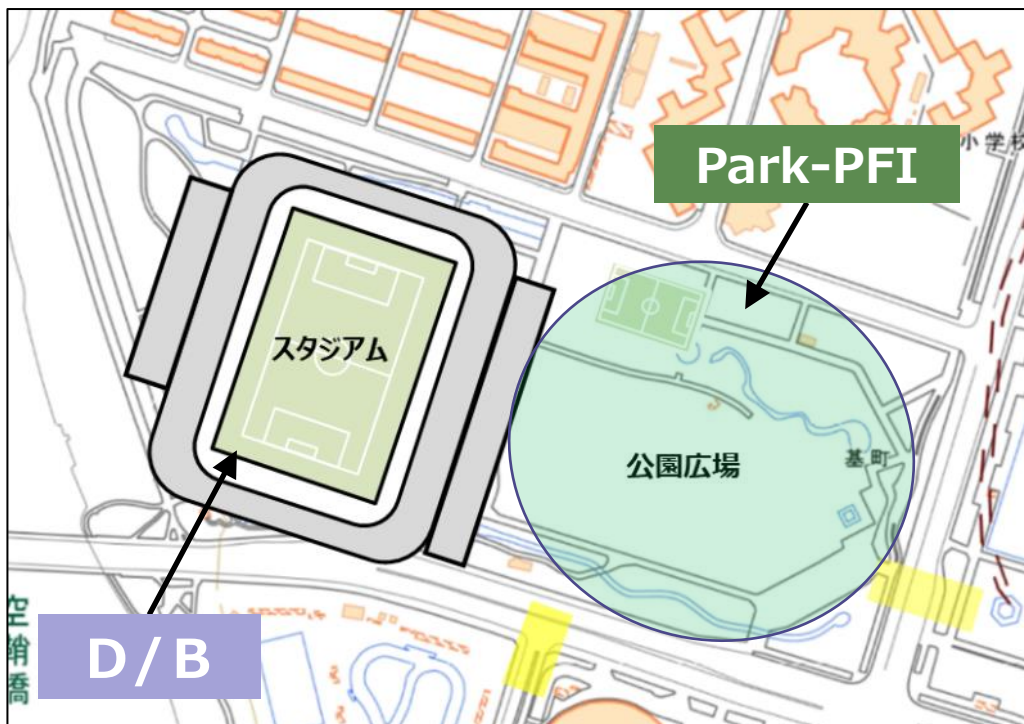 Park-PFI
小学校
スタジアム
公園広場
基町
空鞘橋
D/B